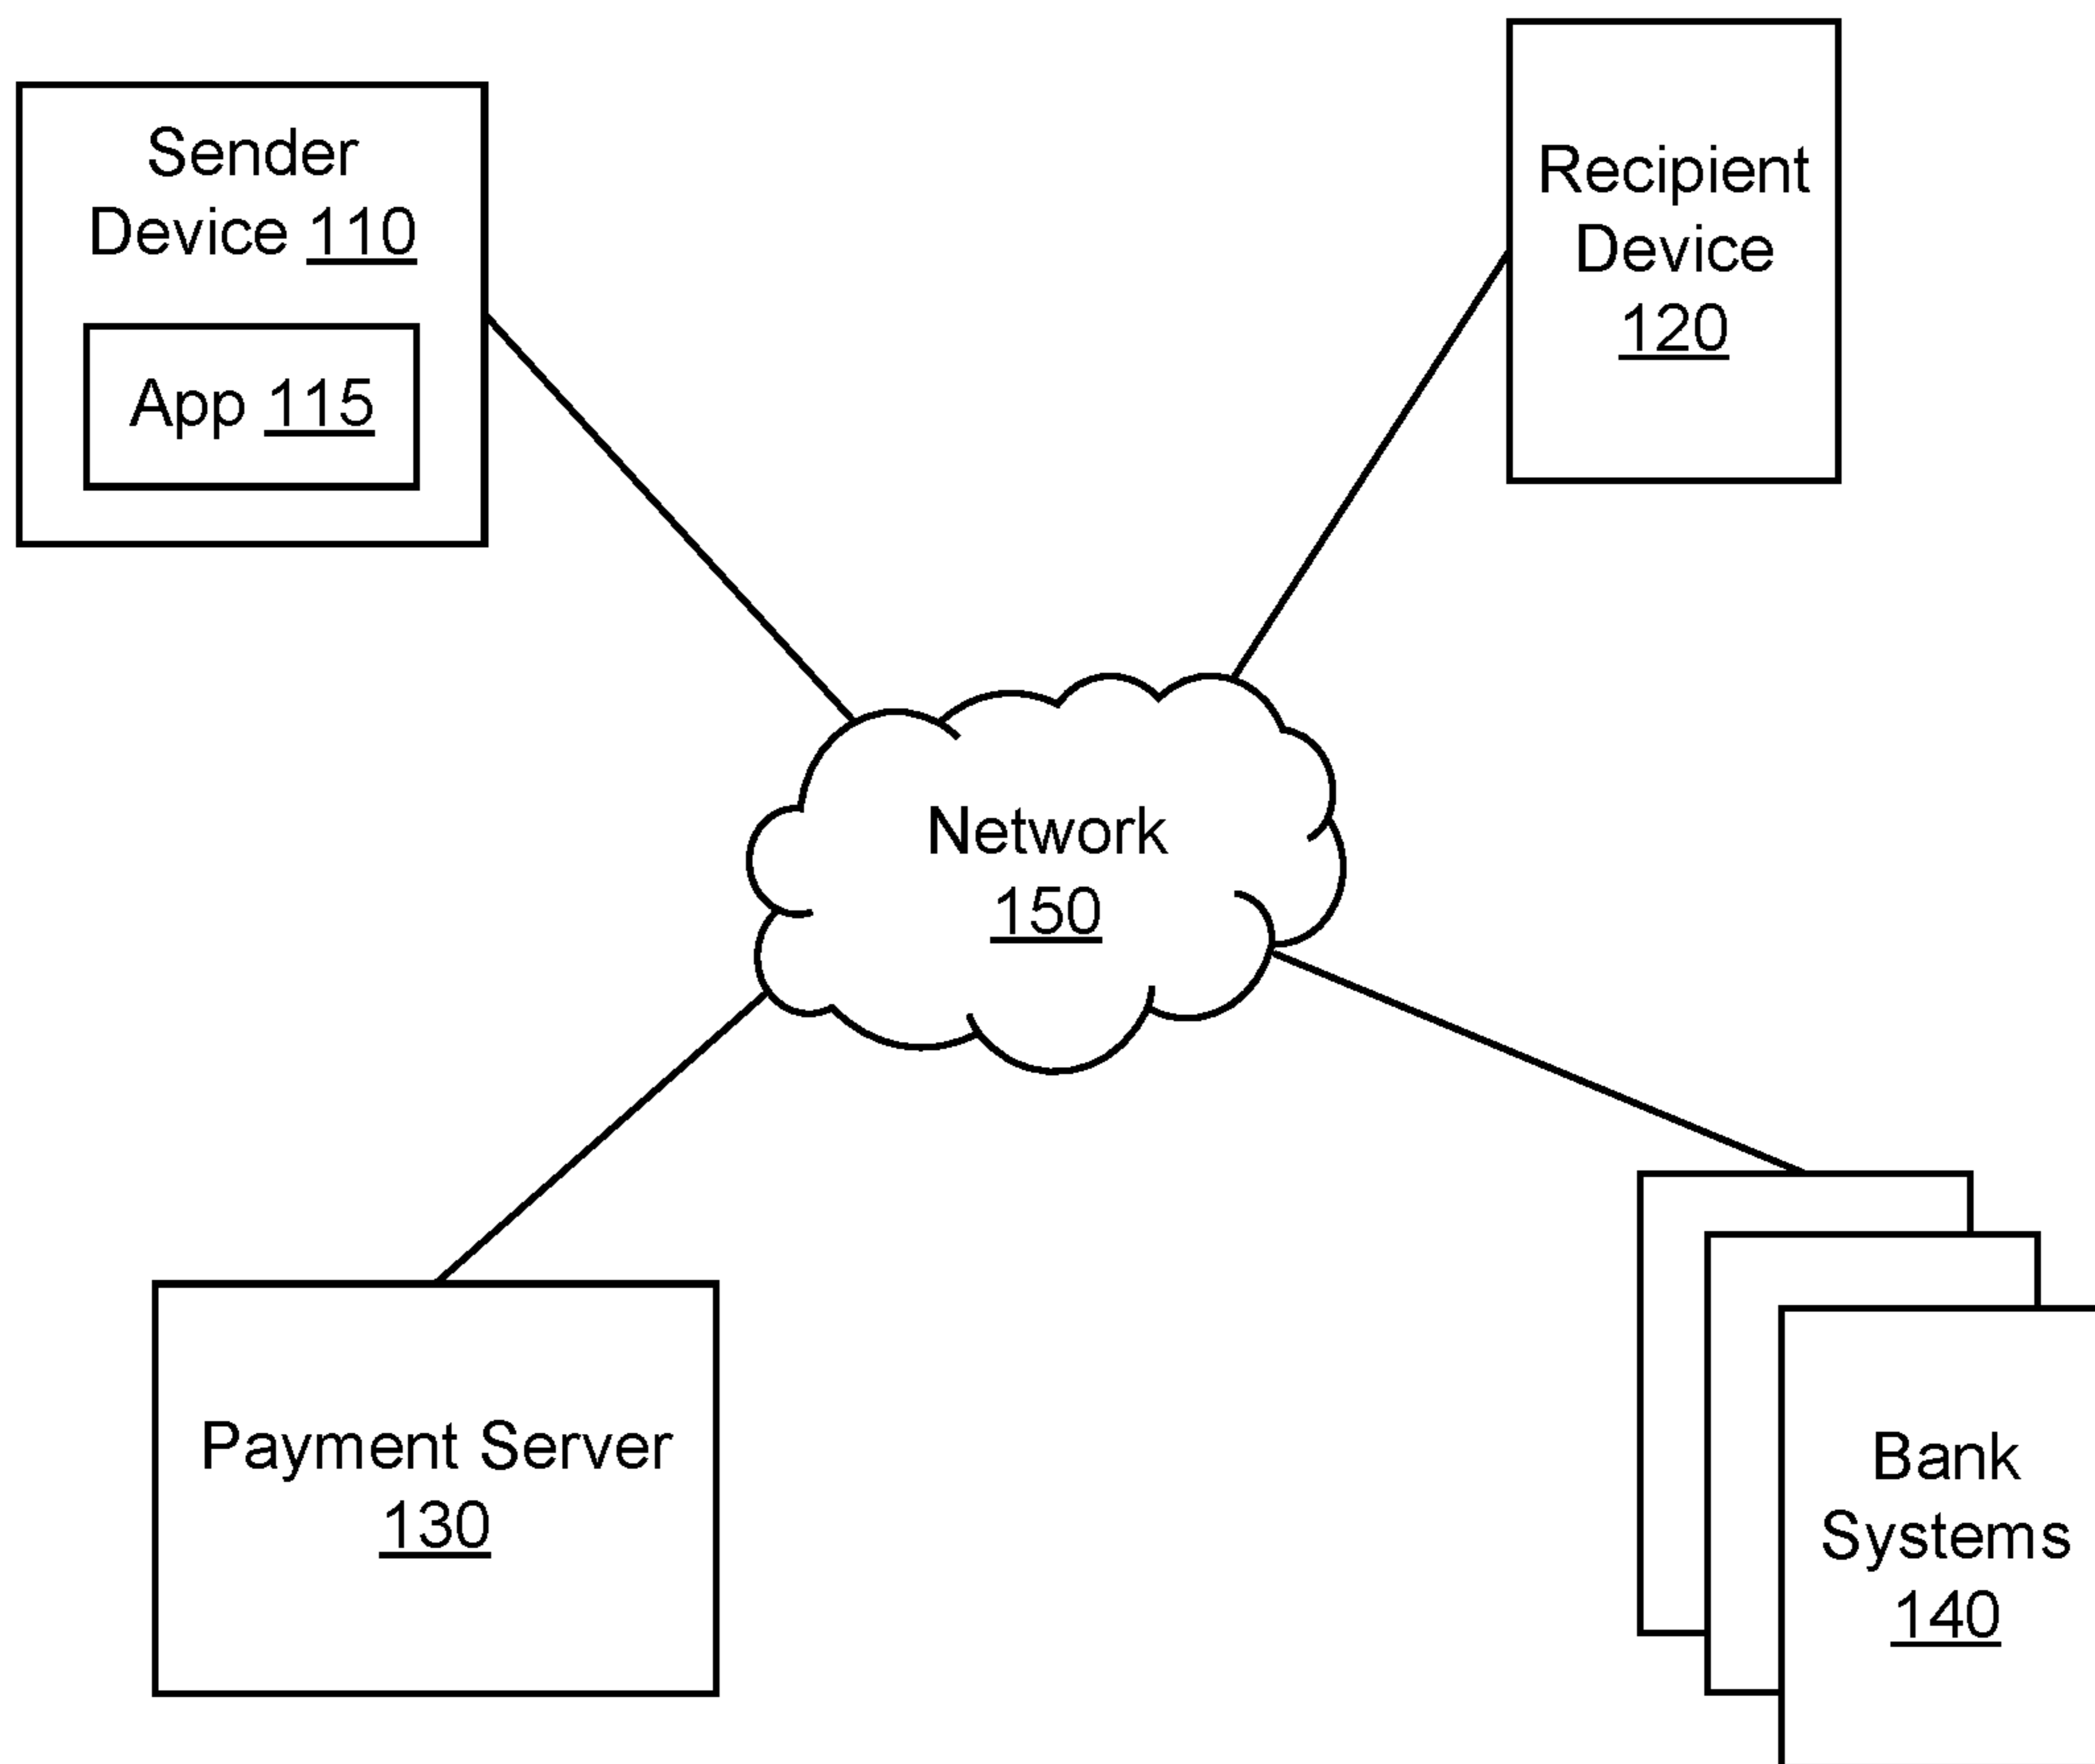 Sender
Device 110
App 115
Recipient
Device
120
Network
150
Payment Server
130
Bank
Systems
140